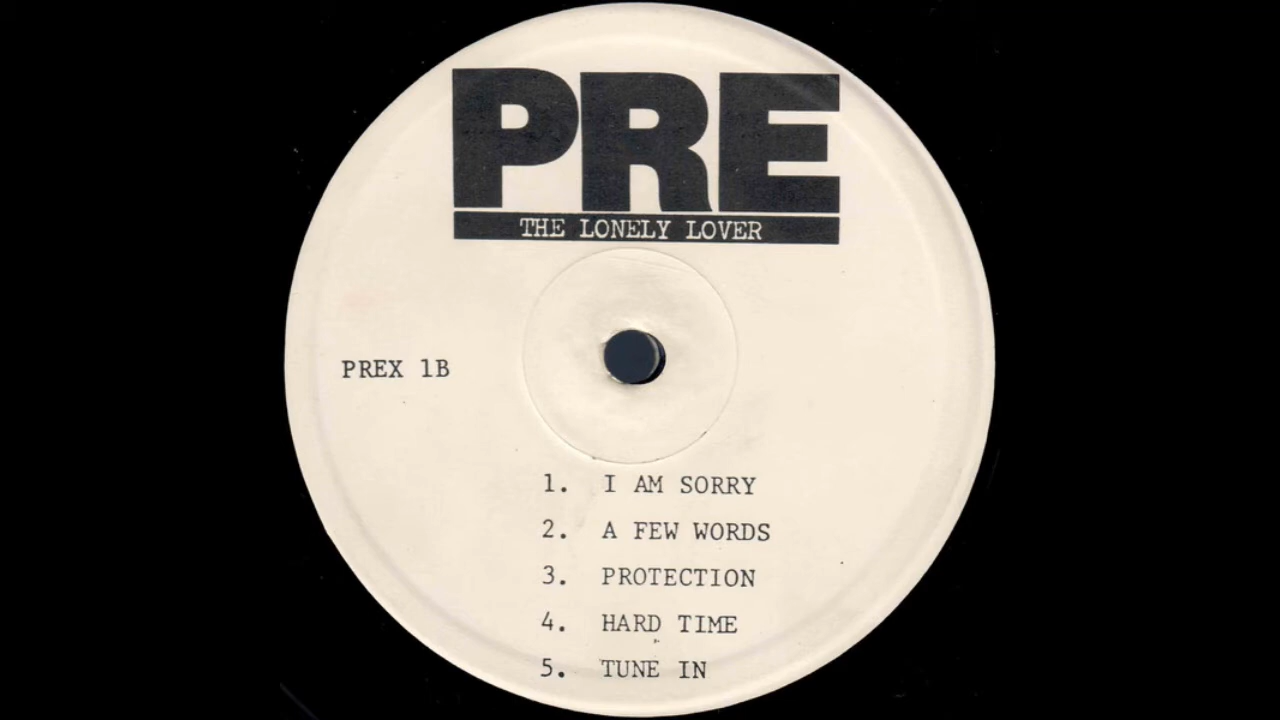 PRE
THE LONELY LOVER
PREX 1B
1. I AM SORRY
2. A FEW WORDS
3. PROTECTION
4. HARD TIME
5. TUNE IN